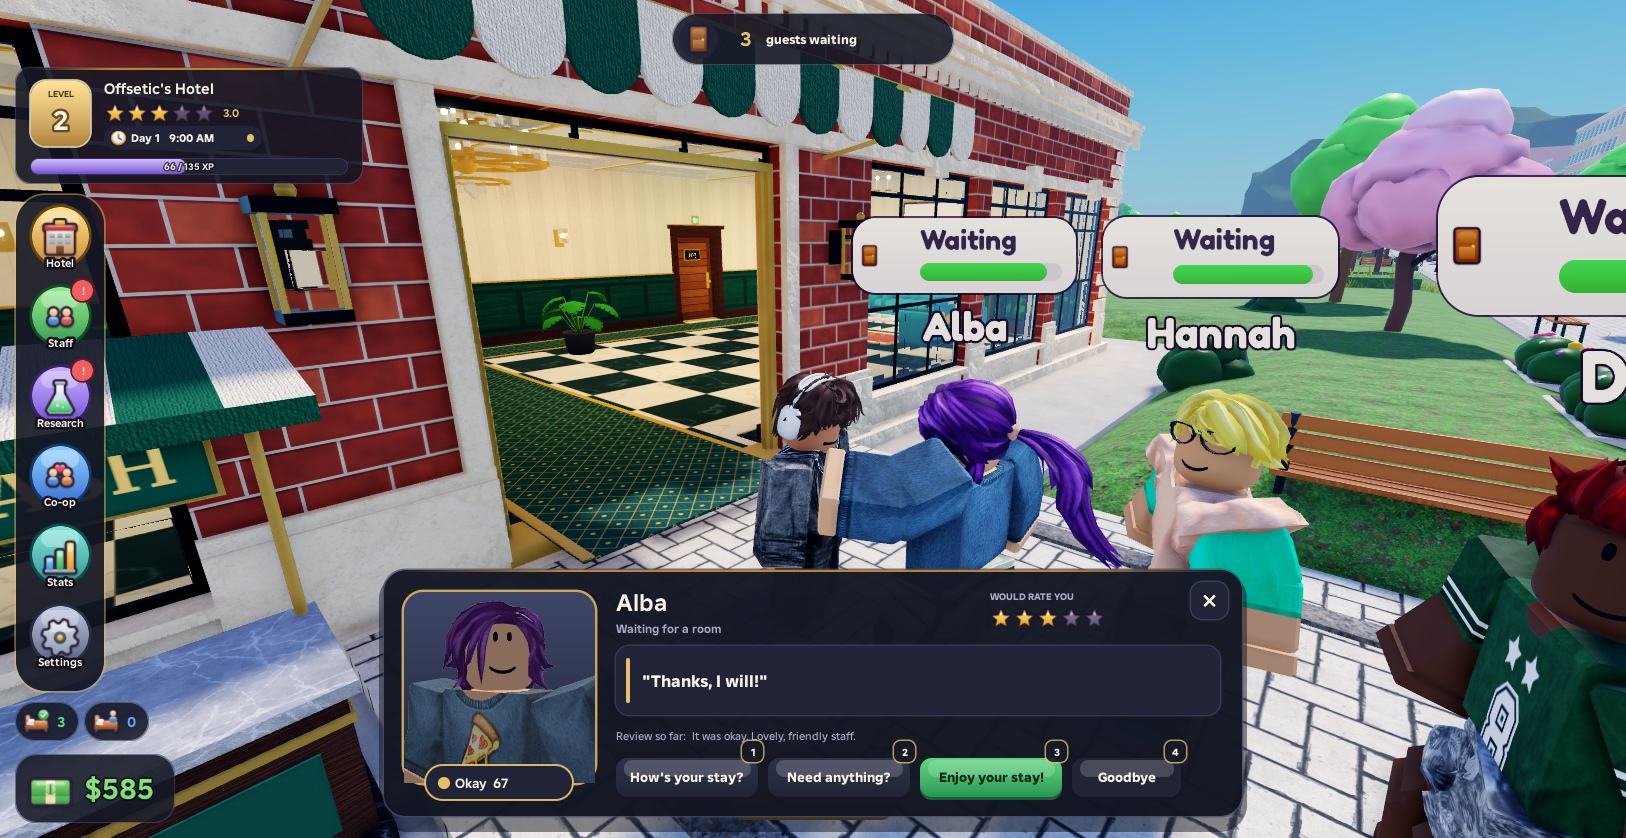 3 guests waiting
LEVEL
2
Offsetic's Hotel
3.0
Day 1 9:00 AM
66 / 135 XP
Hotel
!
Staff
!
Research
Co-op
Stats
Settings
3
0
$585
103
Waiting
Alba
Waiting
Hannah
Wa
D
H
R
Alba
Waiting for a room
WOULD RATE YOU
"Thanks, I will!"
Review so far: It was okay. Lovely, friendly staff.
1
2
3
4
How's your stay?
Need anything?
Enjoy your stay!
Goodbye
Okay 67